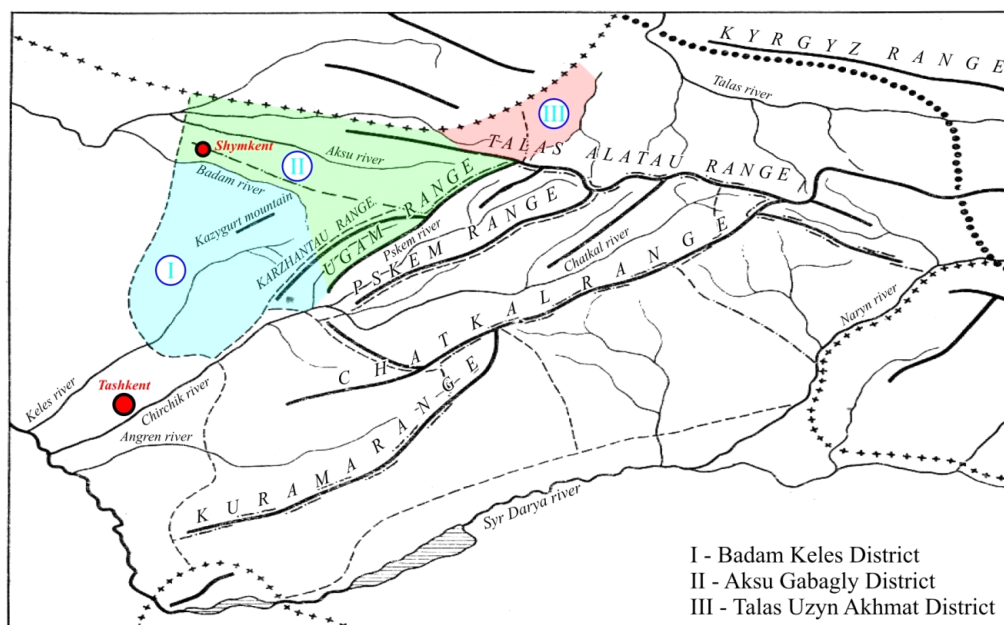 KYRGYZ RANGE
Talas river
III
TALAS ALATAU RANGE
Shymkent
Aksu river
II
Badam river
Kazygurt mountain
KARZHANTAU RANGE
UGAM RANGE
Pskem river
PSKEM RANGE
Chatkal river
I
CHATKAL RANGE
Naryn river
Keles river
Tashkent
Chirchik river
Angren river
KURAMA RANGE
Syr Darya river
I - Badam Keles District
II - Aksu Gabagly District
III - Talas Uzyn Akhmat District